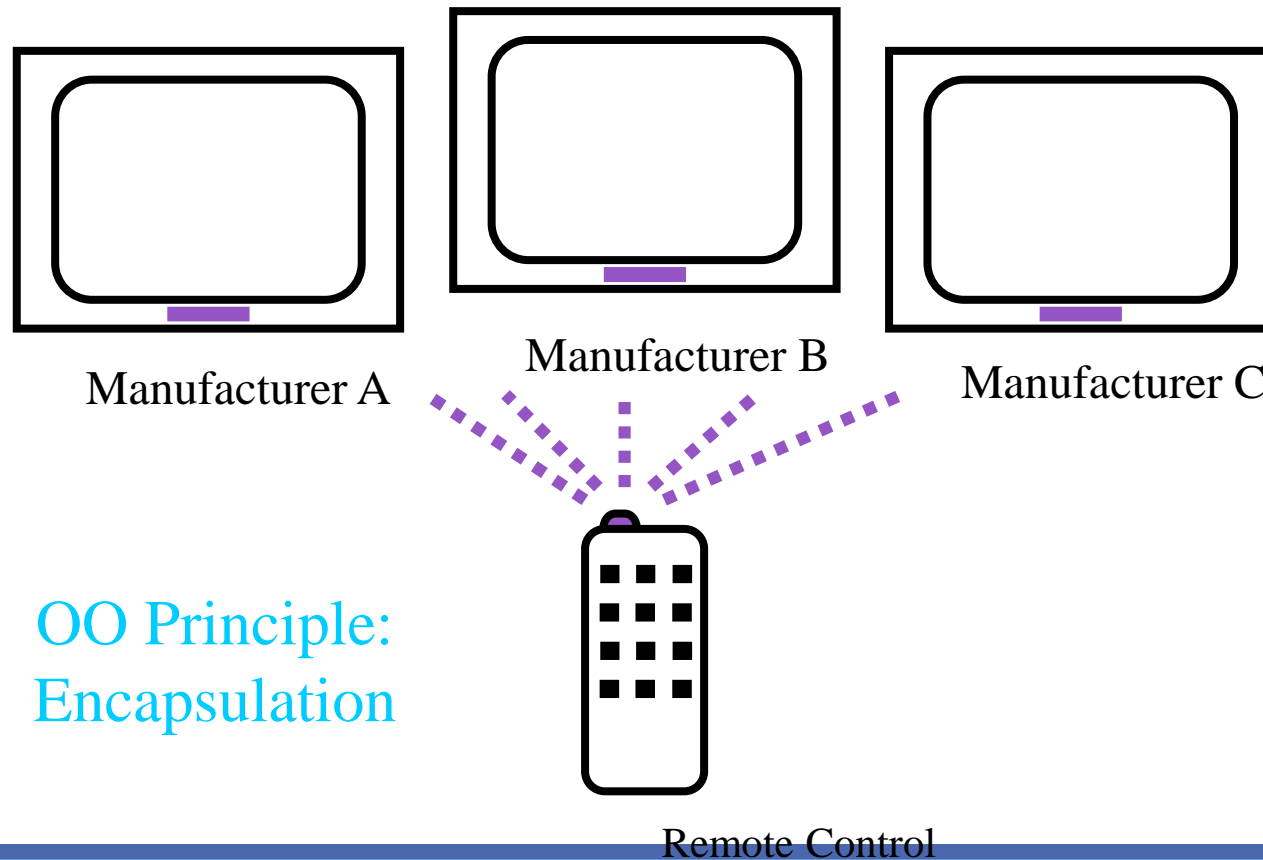 Manufacturer A
Manufacturer B
Manufacturer C
OO Principle:
Encapsulation
Remote Control